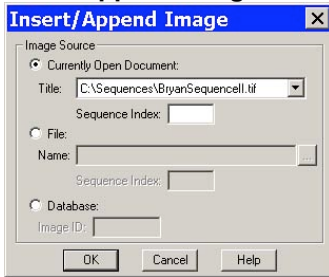 Insert/Append Image
Image Source
Currently Open Document:
Title: C:\Sequences\BryanSequenceII.tif
Sequence Index:
File:
Name: ...
Sequence Index:
Database:
Image ID:
OK Cancel Help